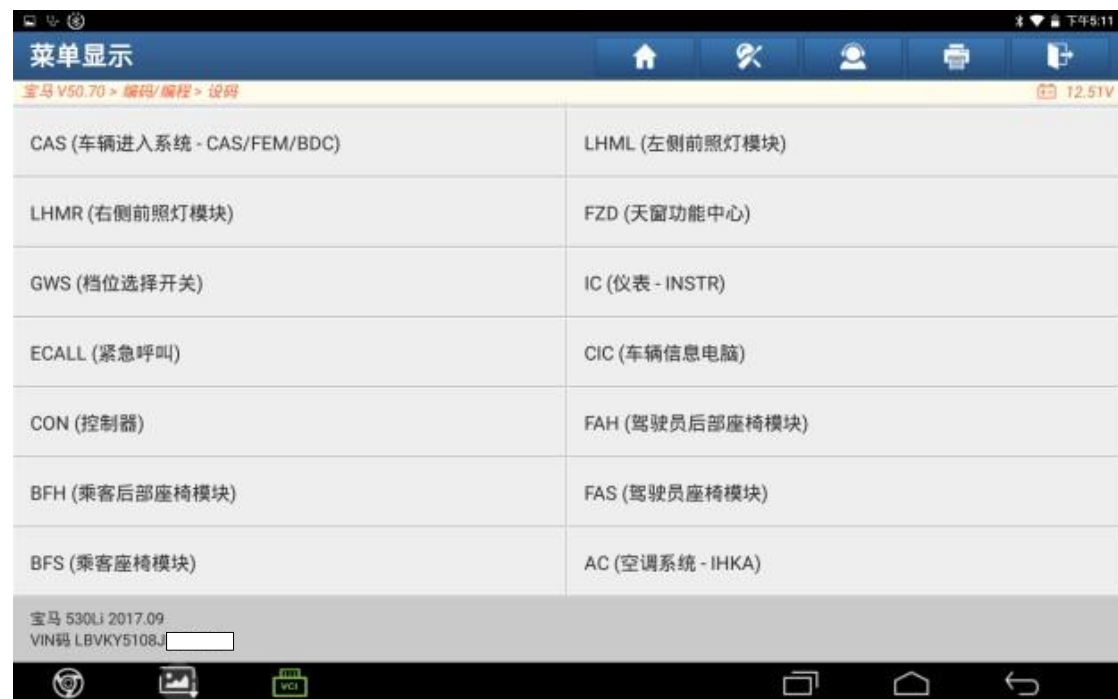 下午5:11
菜单显示
宝马 V50.70 > 编码/编程 > 设码
12.51V
CAS (车辆进入系统 - CAS/FEM/BDC)
LHML (左侧前照灯模块)
LHMR (右侧前照灯模块)
FZD (天窗功能中心)
GWS (档位选择开关)
IC (仪表 - INSTR)
ECALL (紧急呼叫)
CIC (车辆信息电脑)
CON (控制器)
FAH (驾驶员后部座椅模块)
BFH (乘客后部座椅模块)
FAS (驾驶员座椅模块)
BFS (乘客座椅模块)
AC (空调系统 - IHKA)
宝马 530Li 2017.09
VIN码 LBVKY5108J
VCI